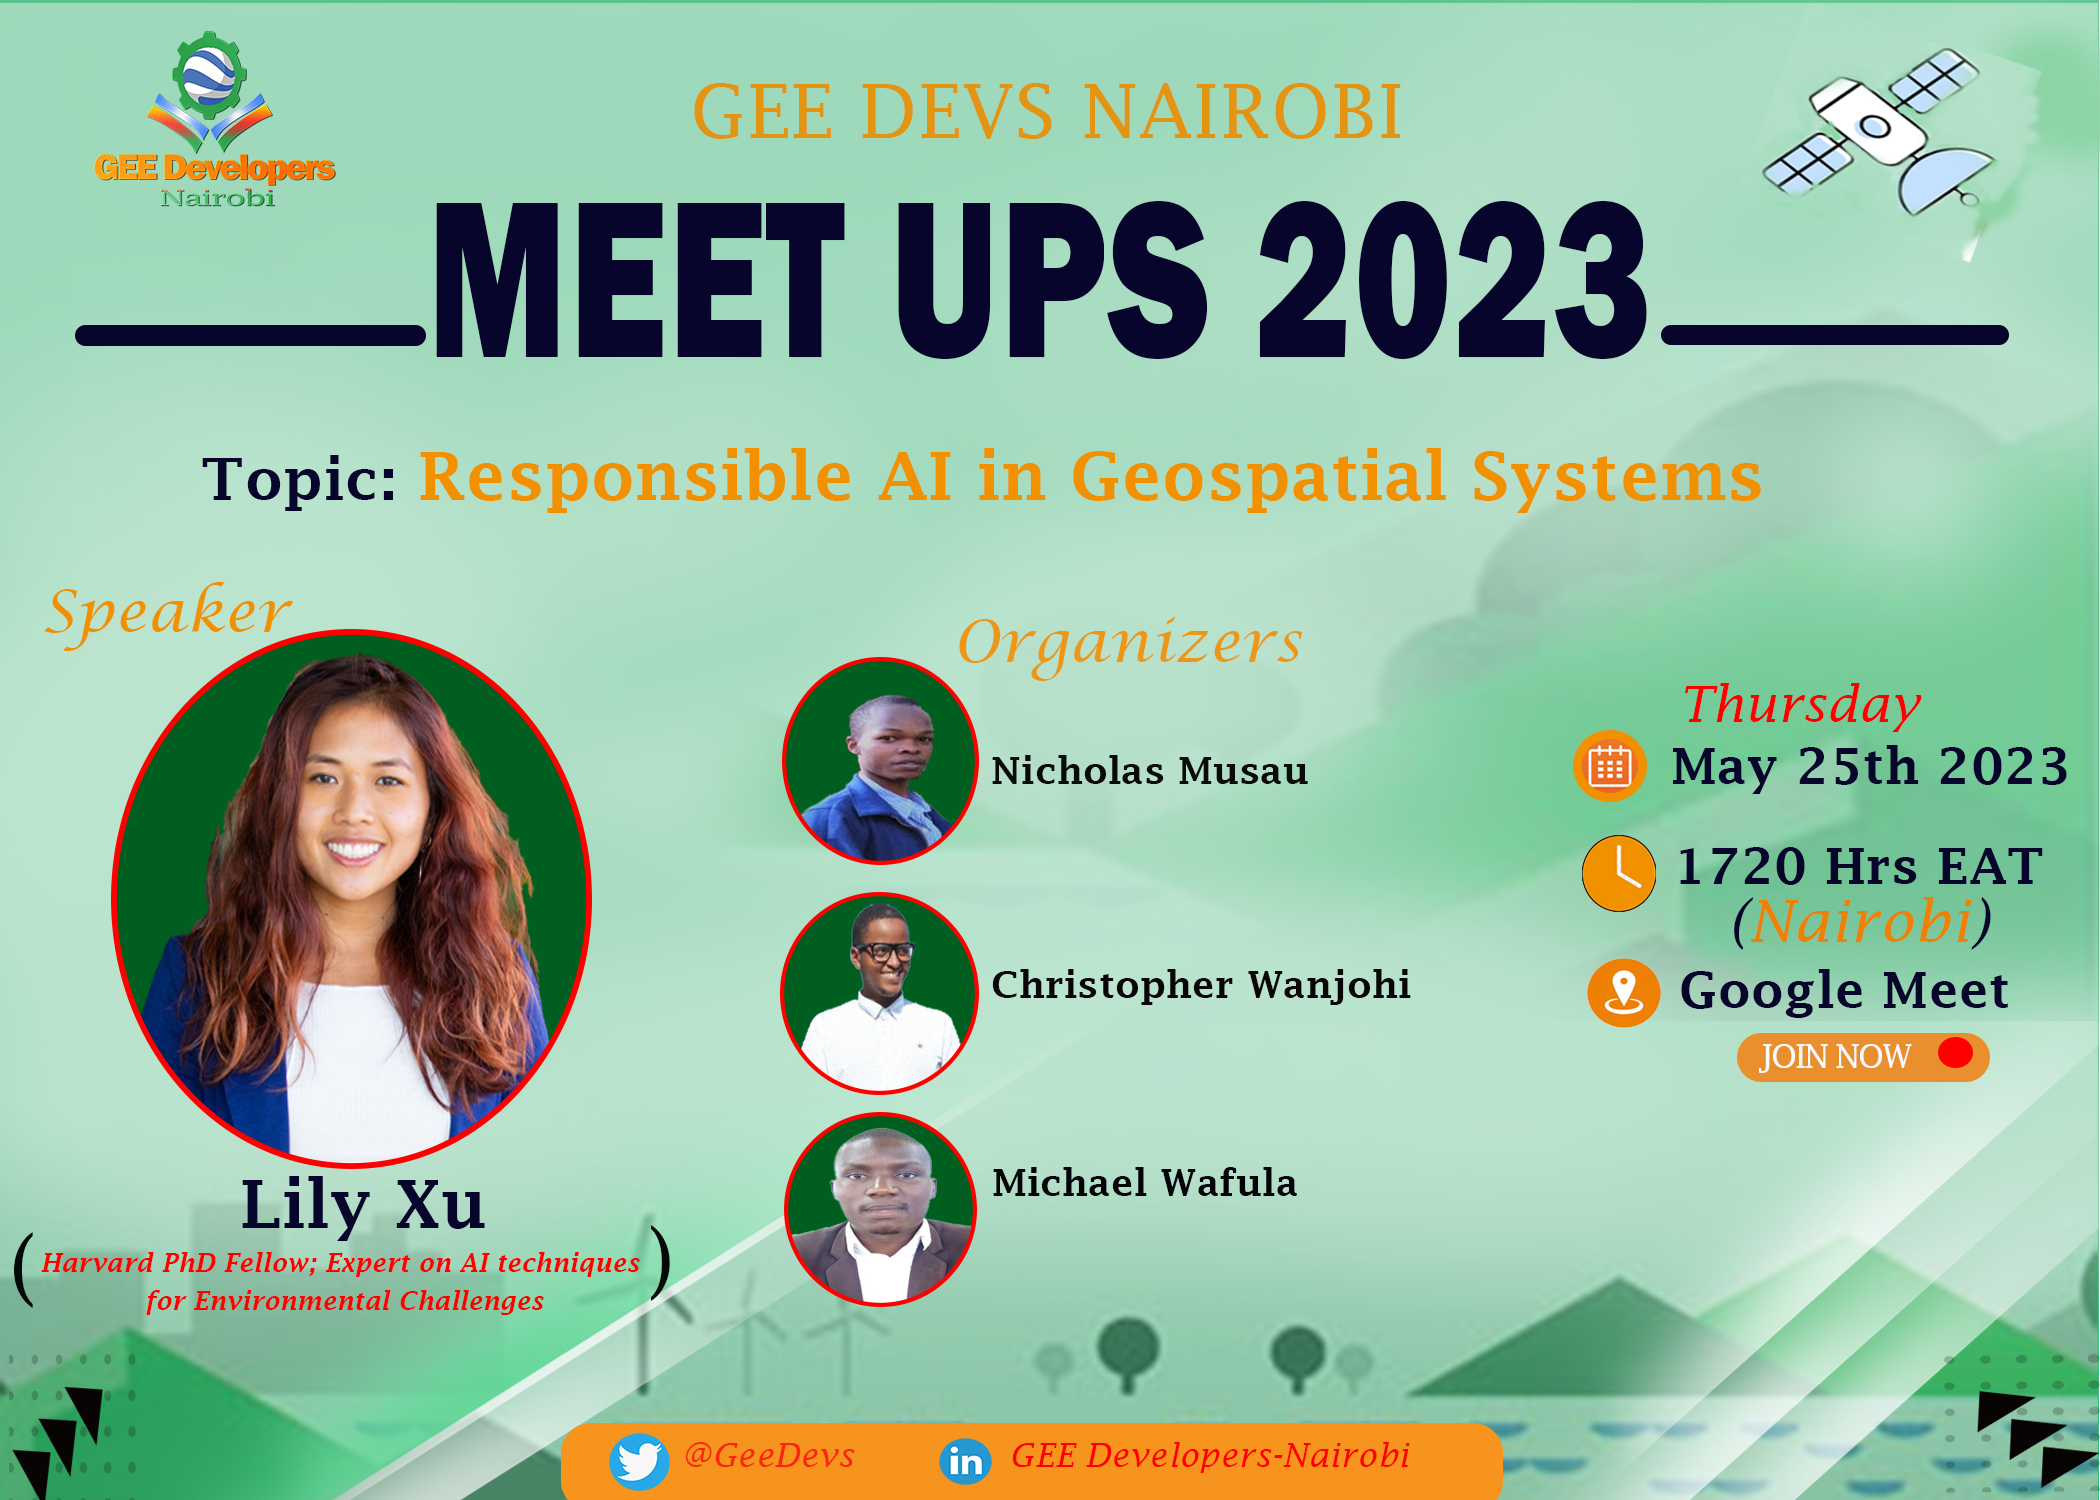 GEE Developers
Nairobi
GEE DEVS NAIROBI
MEET UPS 2023
Topic: Responsible AI in Geospatial Systems
Speaker
Lily Xu
(Harvard PhD Fellow; Expert on AI techniques
for Environmental Challenges)
Organizers
Nicholas Musau
Christopher Wanjohi
Michael Wafula
Thursday
May 25th 2023
1720 Hrs EAT
(Nairobi)
Google Meet
JOIN NOW
@GeeDevs
in GEE Developers-Nairobi